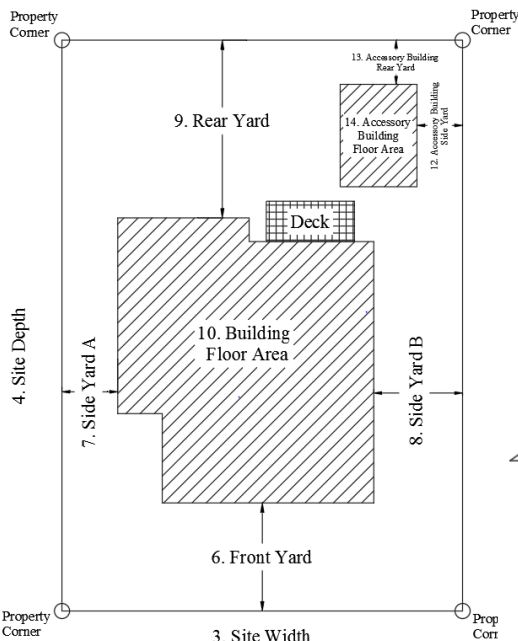 Property
Corner
Property
Corner
13. Accessory Building
Rear Yard
9. Rear Yard
14. Accessory
Building
Floor Area
12. Accessory Building
Side Yard
Deck
10. Building
Floor Area
4. Site Depth
7. Side Yard A
8. Side Yard B
6. Front Yard
Property
Corner
3. Site Width
Prop
Corr